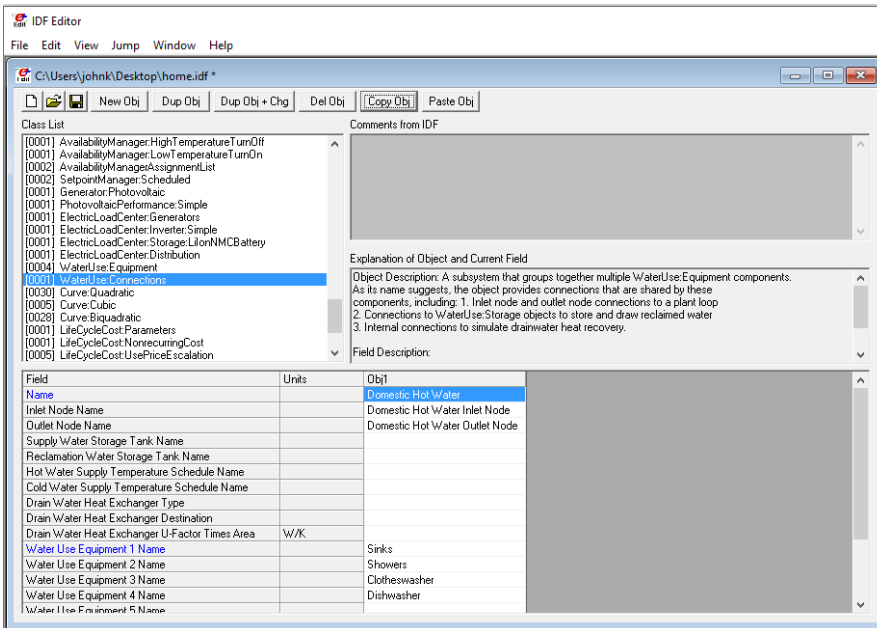 IDF Editor
File Edit View Jump Window Help
C:\Users\johnk\Desktop\home.idf *
New Obj Dup Obj Dup Obj + Chg Del Obj Copy Obj Paste Obj
Class List
Comments from IDF
[0001] AvailabilityManager:HighTemperatureTurnOff
[0001] AvailabilityManager:LowTemperatureTurnOn
[0002] AvailabilityManagerAssignmentList
[0002] SetpointManager:Scheduled
[0001] Generator:Photovoltaic
[0001] PhotovoltaicPerformance:Simple
[0001] ElectricLoadCenter:Generators
[0001] ElectricLoadCenter:Inverter:Simple
[0001] ElectricLoadCenter:Storage:LiIonNMCBattery
[0001] ElectricLoadCenter:Distribution
[0004] WaterUse:Equipment
[0001] WaterUse:Connections
[0030] Curve:Quadratic
[0005] Curve:Cubic
[0028] Curve:Biquadratic
[0001] LifeCycleCost:Parameters
[0001] LifeCycleCost:NonrecurringCost
[0005] LifeCycleCost:UsePriceEscalation
Explanation of Object and Current Field
Object Description: A subsystem that groups together multiple WaterUse:Equipment components.
As its name suggests, the object provides connections that are shared by these
components, including: 1. Inlet node and outlet node connections to a plant loop
2. Connections to WaterUse:Storage objects to store and draw reclaimed water
3. Internal connections to simulate drainwater heat recovery.
Field Description:
Field Units Obj1
Name Domestic Hot Water
Inlet Node Name Domestic Hot Water Inlet Node
Outlet Node Name Domestic Hot Water Outlet Node
Supply Water Storage Tank Name
Reclamation Water Storage Tank Name
Hot Water Supply Temperature Schedule Name
Cold Water Supply Temperature Schedule Name
Drain Water Heat Exchanger Type
Drain Water Heat Exchanger Destination
Drain Water Heat Exchanger U-Factor Times Area W/K
Water Use Equipment 1 Name Sinks
Water Use Equipment 2 Name Showers
Water Use Equipment 3 Name Clotheswasher
Water Use Equipment 4 Name Dishwasher
Water Use Equipment 5 Name